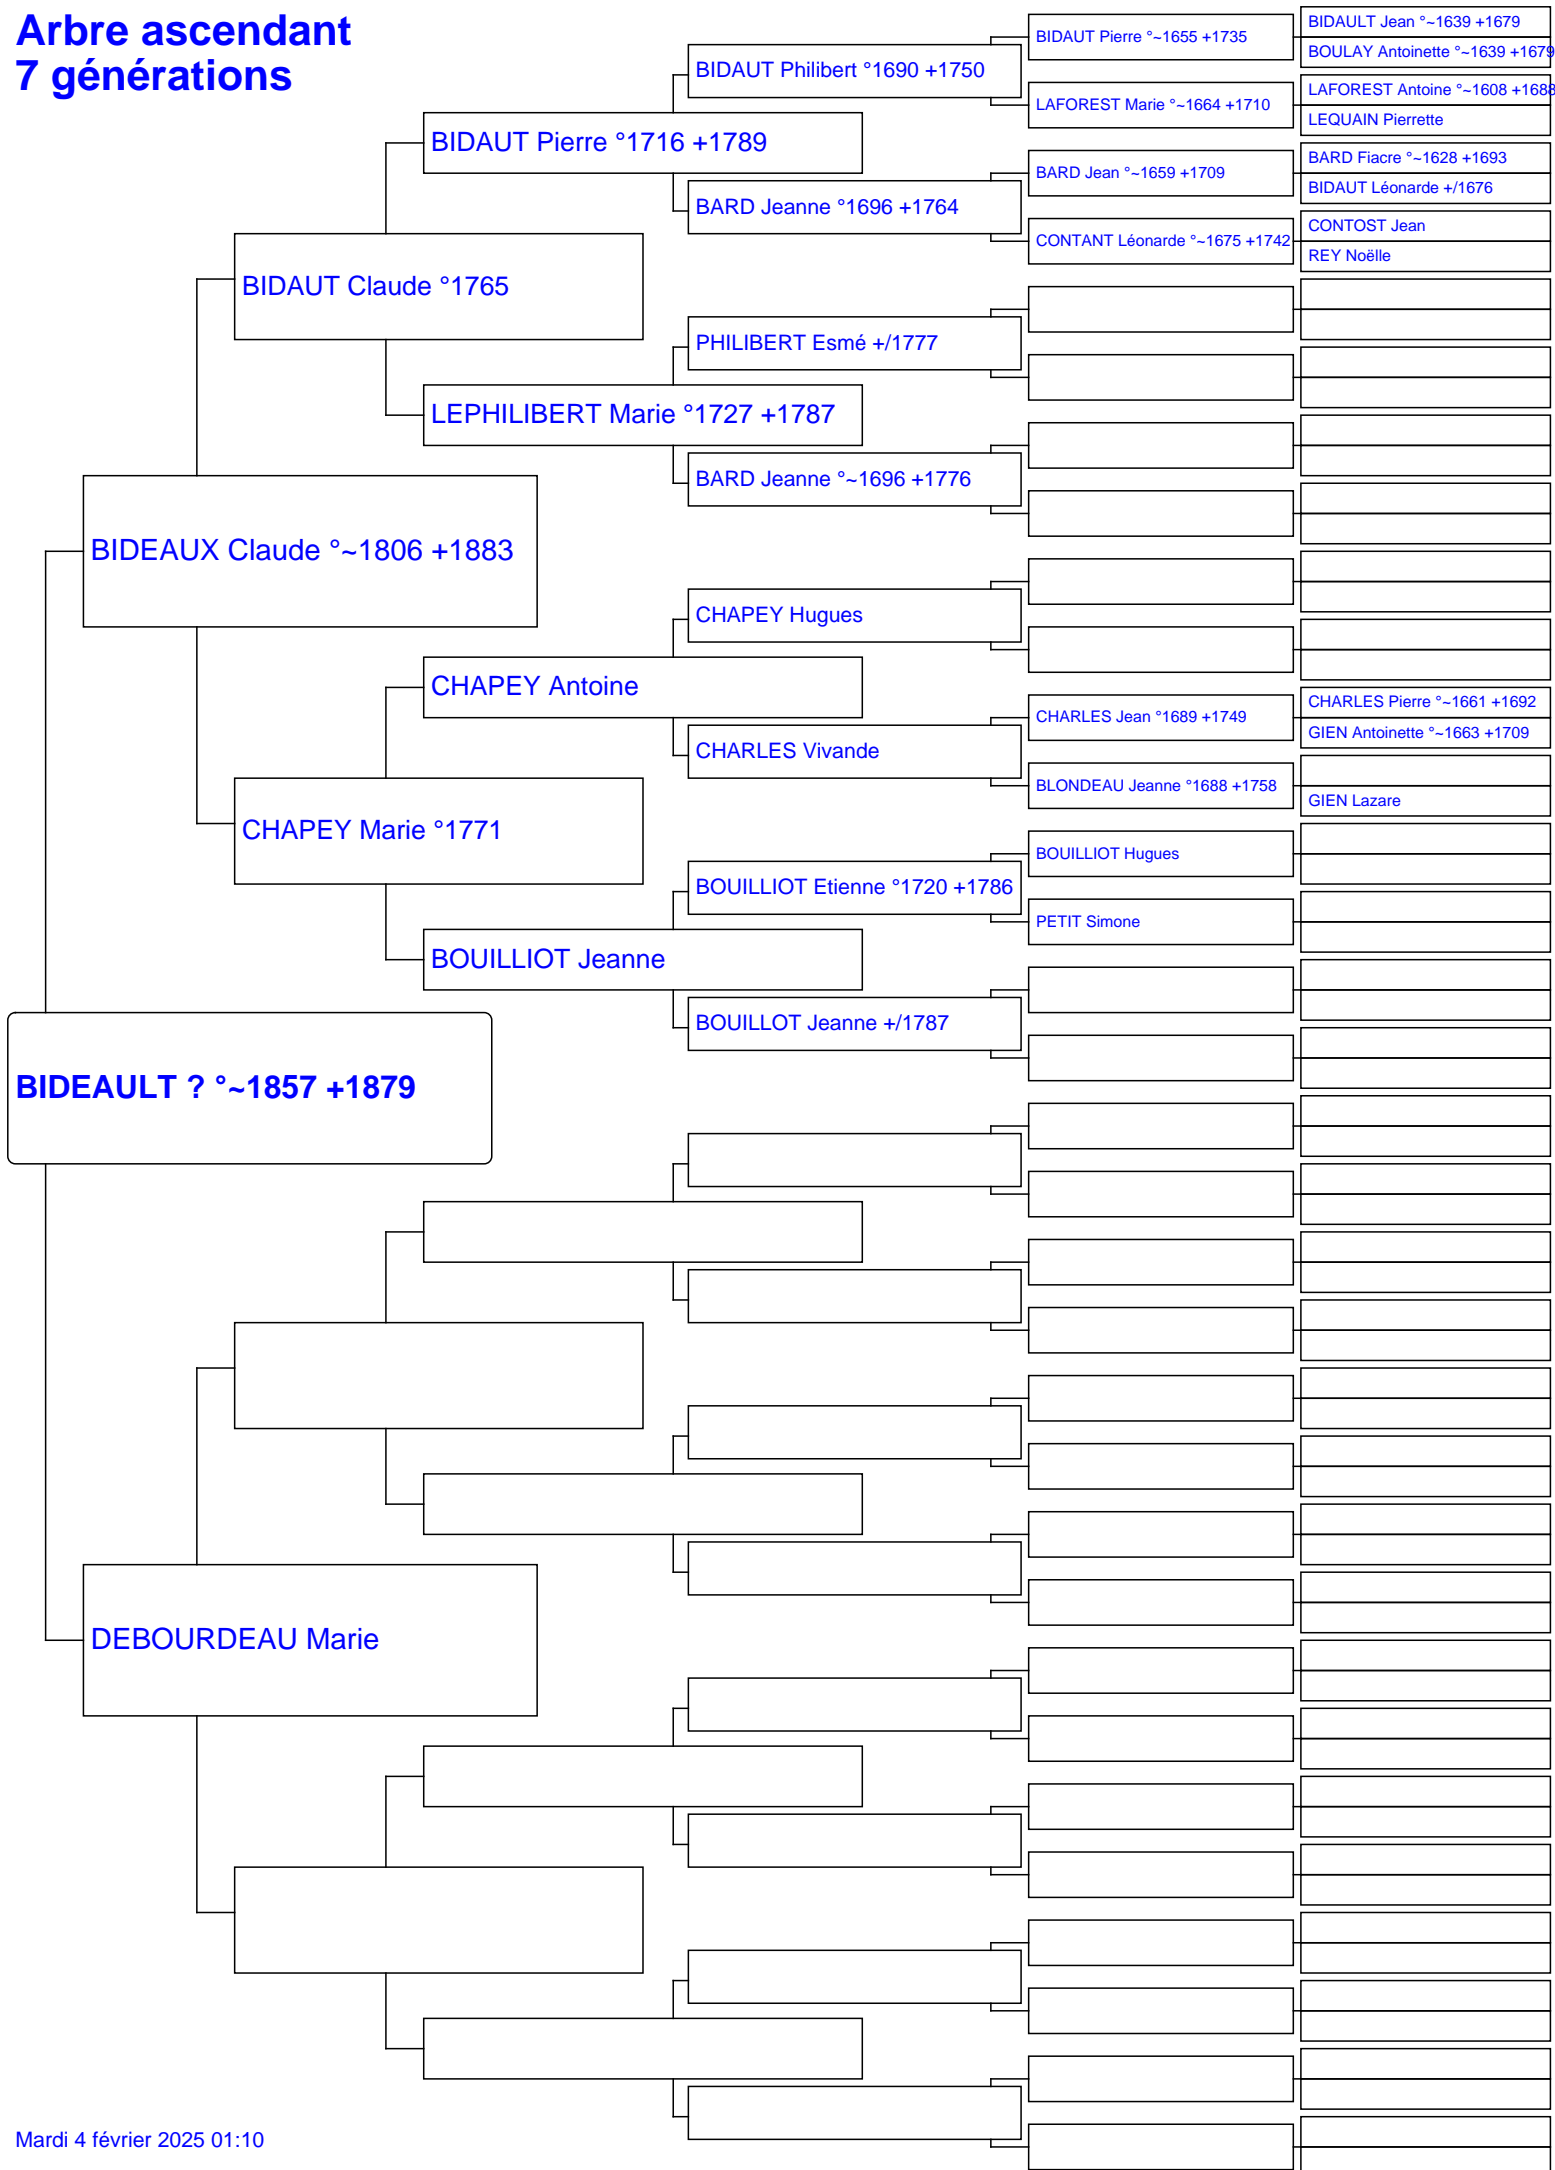 Arbre ascendant
7 générations
BIDEAULT ? °~1857 +1879
BIDEAUX Claude °~1806 +1883
DEBOURDEAU Marie
BIDAUT Claude °1765
CHAPEY Marie °1771
BIDAUT Pierre °1716 +1789
LEPHILIBERT Marie °1727 +1787
CHAPEY Antoine
BOUILLIOT Jeanne
BIDAUT Philibert °1690 +1750
BARD Jeanne °1696 +1764
PHILIBERT Esmé +/1777
BARD Jeanne °~1696 +1776
CHAPEY Hugues
CHARLES Vivande
BOUILLIOT Etienne °1720 +1786
BOUILLOT Jeanne +/1787
BIDAUT Pierre °~1655 +1735
LAFOREST Marie °~1664 +1710
BARD Jean °~1659 +1709
CONTANT Léonarde °~1675 +1742
CHARLES Jean °1689 +1749
BLONDEAU Jeanne °1688 +1758
BOUILLIOT Hugues
PETIT Simone
BIDAULT Jean °~1639 +1679
BOULAY Antoinette °~1639 +1679
LAFOREST Antoine °~1608 +1688
LEQUAIN Pierrette
BARD Fiacre °~1628 +1693
BIDAUT Léonarde +/1676
CONTOST Jean
REY Noëlle
CHARLES Pierre °~1661 +1692
GIEN Antoinette °~1663 +1709
GIEN Lazare
Mardi 4 février 2025 01:10